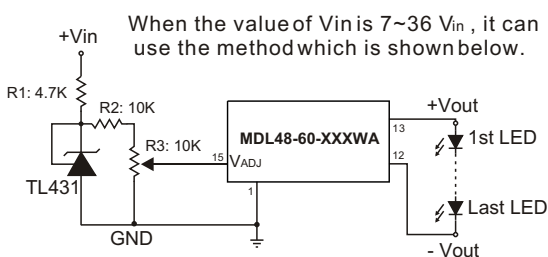 When the value of Vin is 7~36 Vin , it can
use the method which is shown below.
+Vin
R1: 4.7K
R2: 10K
R3: 10K
TL431
GND
MDL48-60-XXXWA
15
VADJ
1
13
12
+Vout
1st LED
Last LED
- Vout